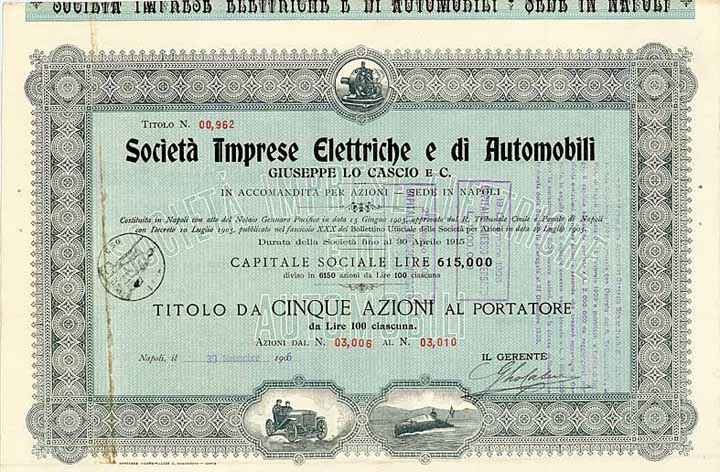 SOCIETÀ IMPRESE ELETTRICHE E DI AUTOMOBILI - SEDE IN NAPOLI
TITOLO N. 00,962
Società Imprese Elettriche e di Automobili
GIUSEPPE LO CASCIO E C.
IN ACCOMANDITA PER AZIONI SEDE IN NAPOLI
Costituita in Napoli con atto del Notaio Gennaro Pacifico in data 15 Giugno 1905, approvato dal R. Tribunale Civile e Penale di Napoli
con Decreto 10 Luglio 1905, pubblicato nel fascicolo XXX del Bollettino Ufficiale delle Società per Azioni in data 29 Luglio 1905.
Durata della Società fino al 30 Aprile 1915
CAPITALE SOCIALE LIRE 615,000
diviso in 6150 azioni da Lire 100 ciascuna
TITOLO DA CINQUE AZIONI AL PORTATORE
da Lire 100 ciascuna.
AZIONI DAL N. 03,006 AL N. 03,010
Napoli, il 30 Novembre 1906
IL GERENTE
AUTOMOBILI